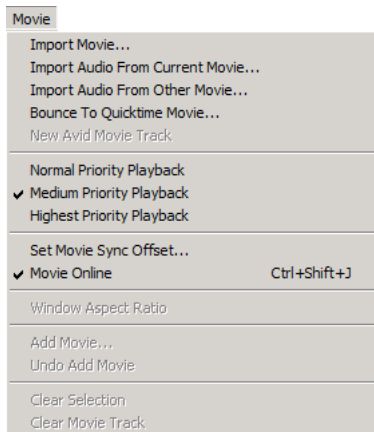 Movie
Import Movie...
Import Audio From Current Movie...
Import Audio From Other Movie...
Bounce To Quicktime Movie...
New Avid Movie Track
Normal Priority Playback
Medium Priority Playback
Highest Priority Playback
Set Movie Sync Offset...
Movie Online Ctrl+Shift+J
Window Aspect Ratio
Add Movie...
Undo Add Movie
Clear Selection
Clear Movie Track